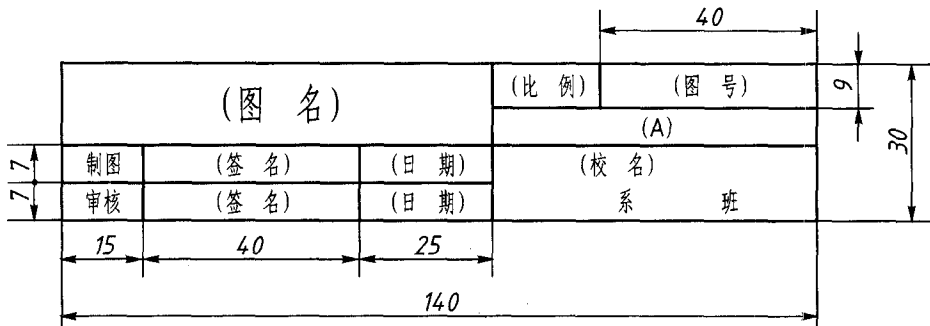 40
(图 名)
(比 例)
(图 号)
9
30
(A)
7
制图
(签 名)
(日 期)
(校 名)
7
审核
(签 名)
(日 期)
系 班
15
40
25
140